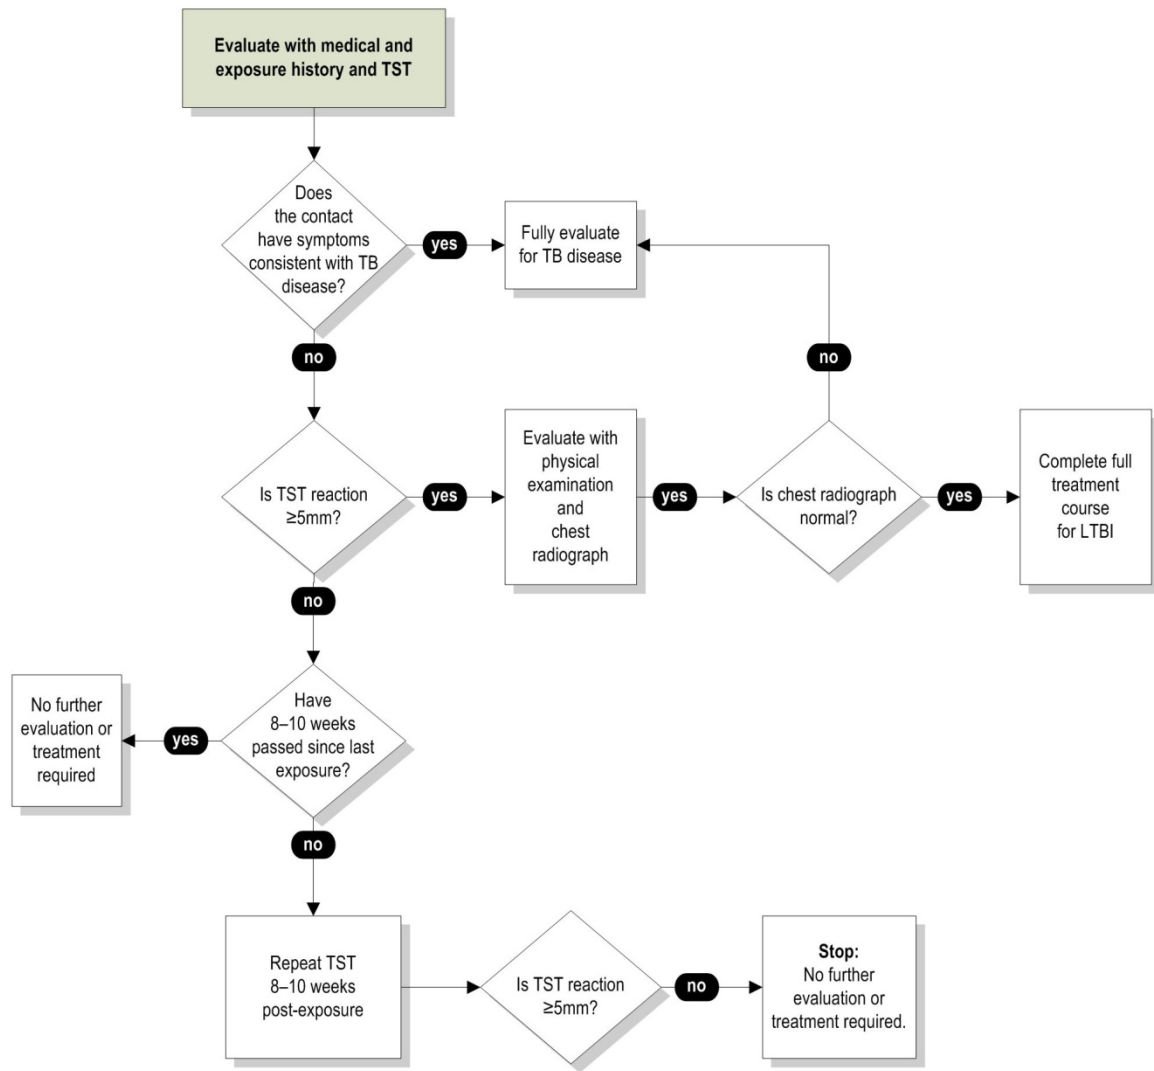 Evaluate with medical and
exposure history and TST
Does
the contact
have symptoms
consistent with TB
disease?
yes
Fully evaluate
for TB disease
no
no
Is TST reaction
≥5mm?
yes
Evaluate with
physical
examination
and
chest
radiograph
yes
Is chest radiograph
normal?
yes
Complete full
treatment
course
for LTBI
no
Have
8–10 weeks
passed since last
exposure?
yes
No further
evaluation or
treatment
required
no
Repeat TST
8–10 weeks
post-exposure
Is TST reaction
≥5mm?
no
Stop:
No further
evaluation or
treatment required.